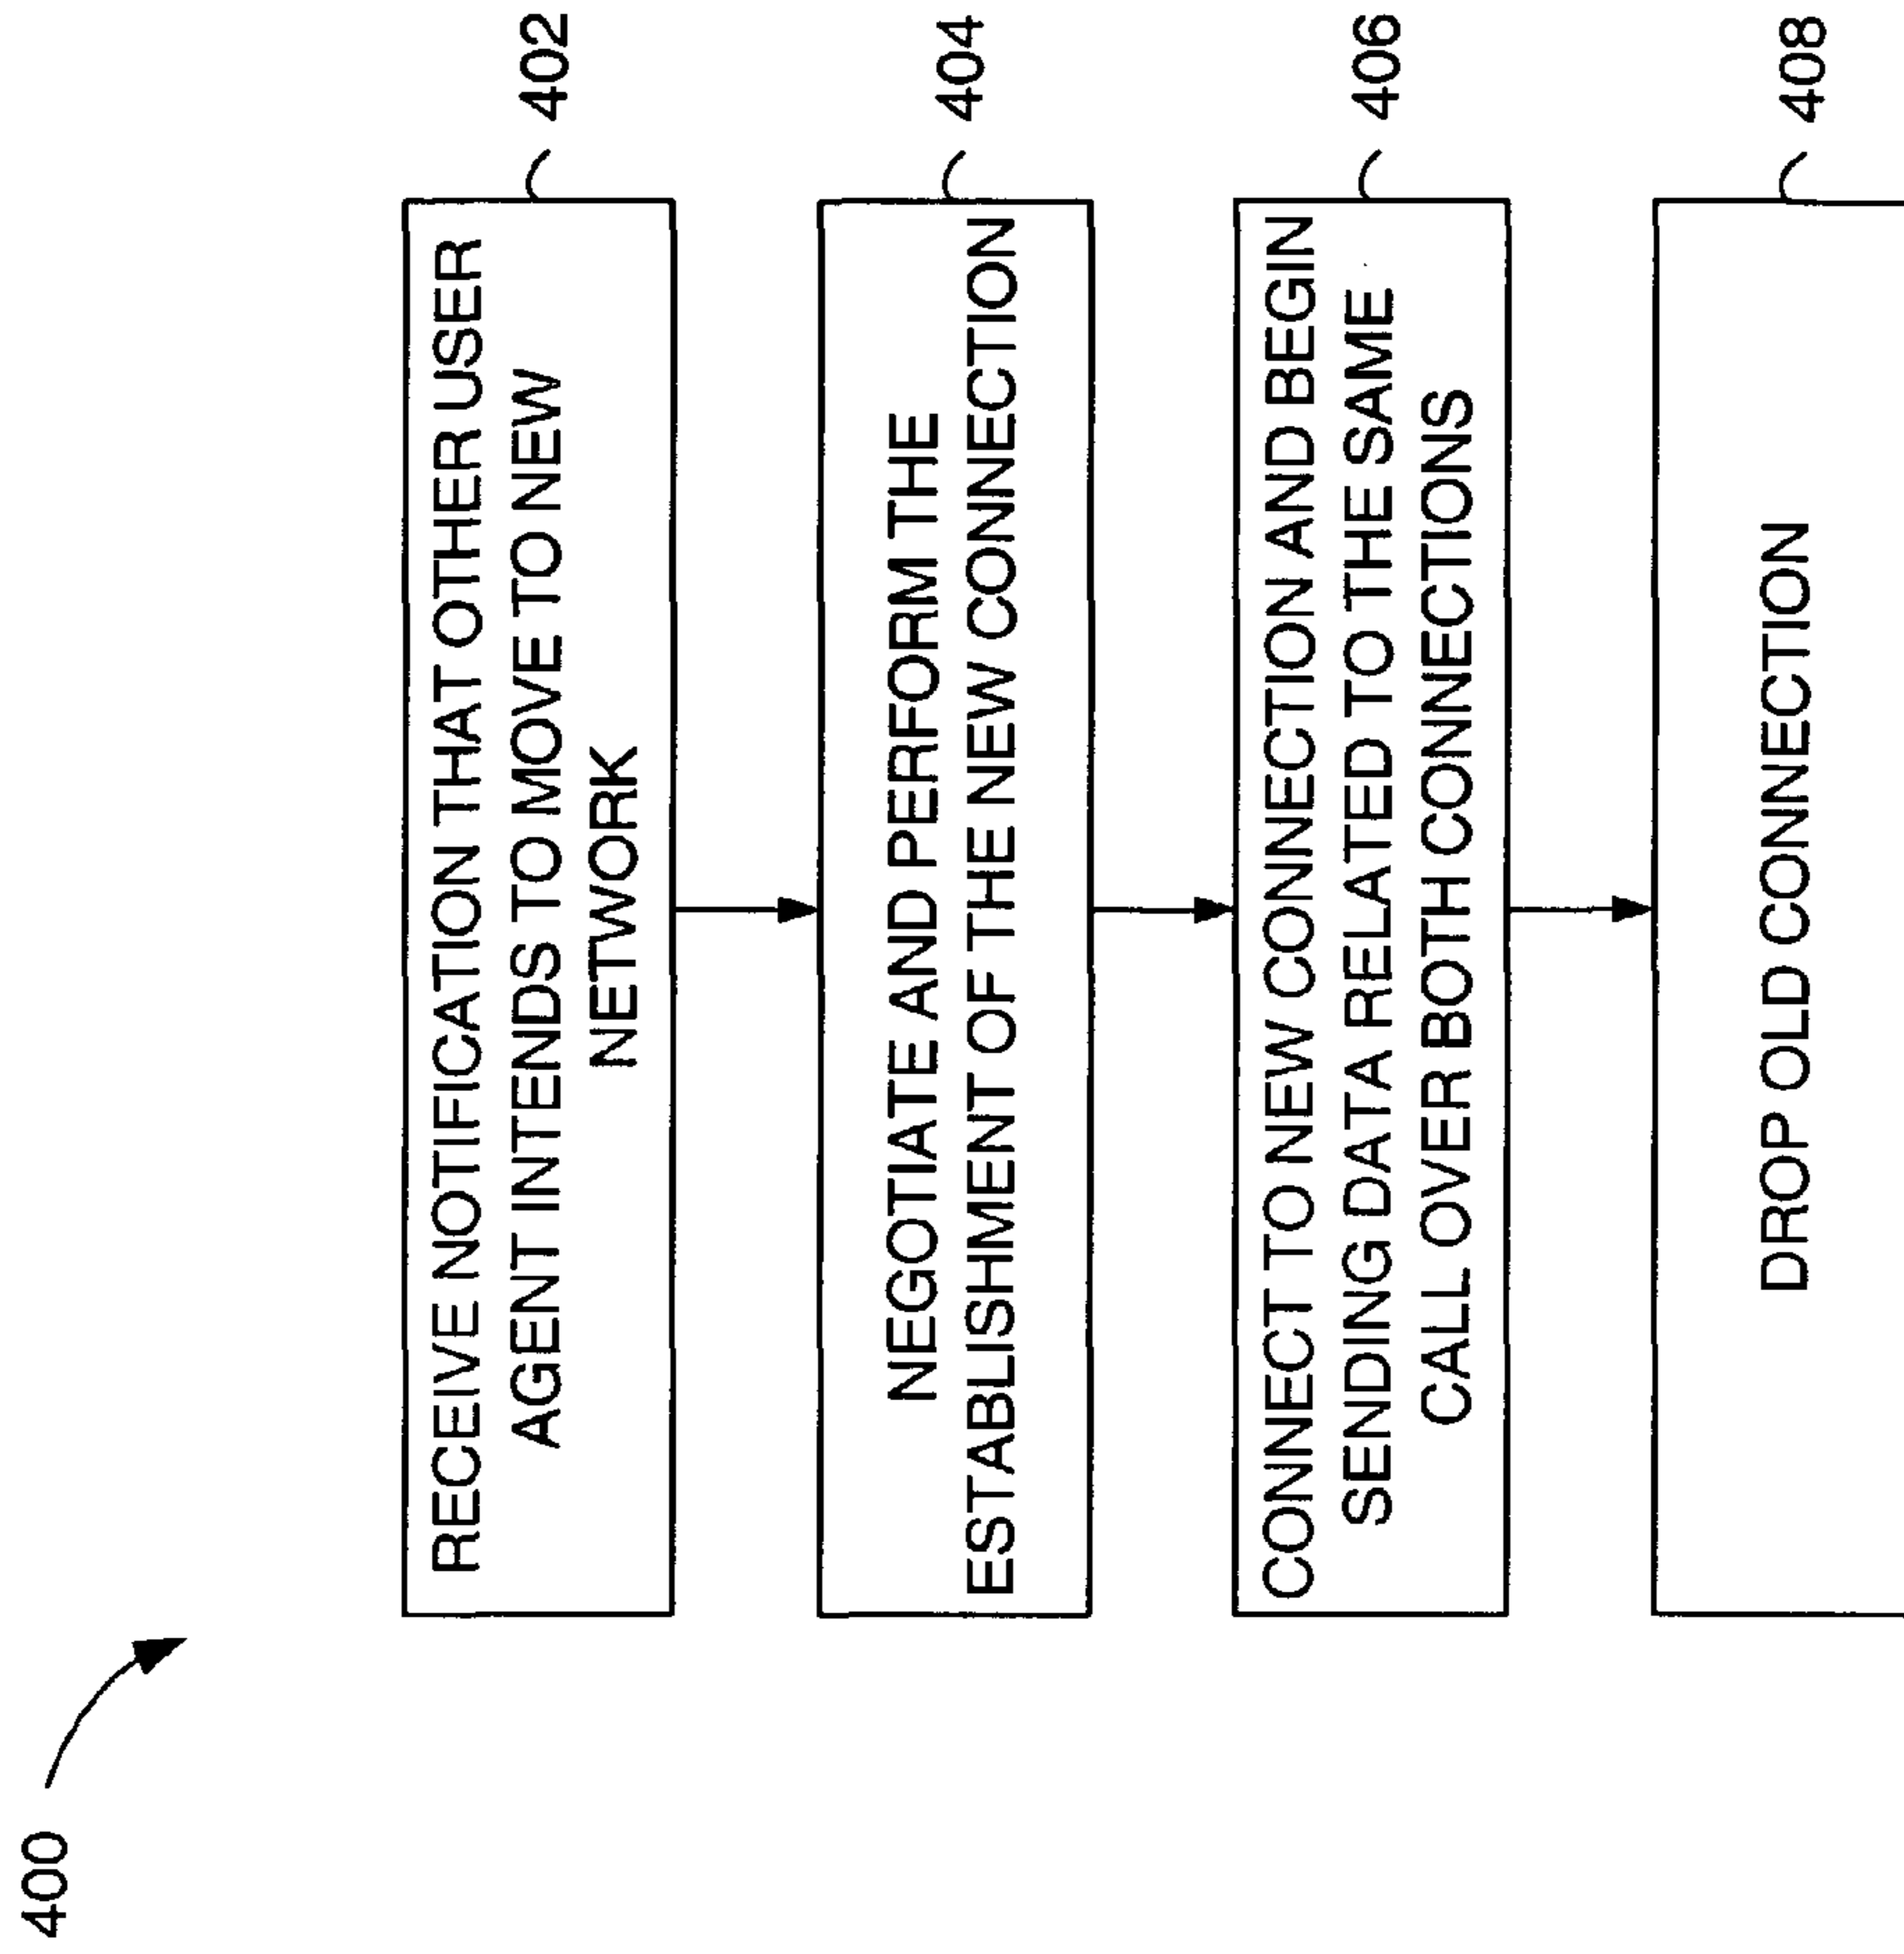 400
RECEIVE NOTIFICATION THAT OTHER USER
AGENT INTENDS TO MOVE TO NEW
NETWORK
402
NEGOTIATE AND PERFORM THE
ESTABLISHMENT OF THE NEW CONNECTION
404
CONNECT TO NEW CONNECTION AND BEGIN
SENDING DATA RELATED TO THE SAME
CALL OVER BOTH CONNECTIONS
406
DROP OLD CONNECTION
408